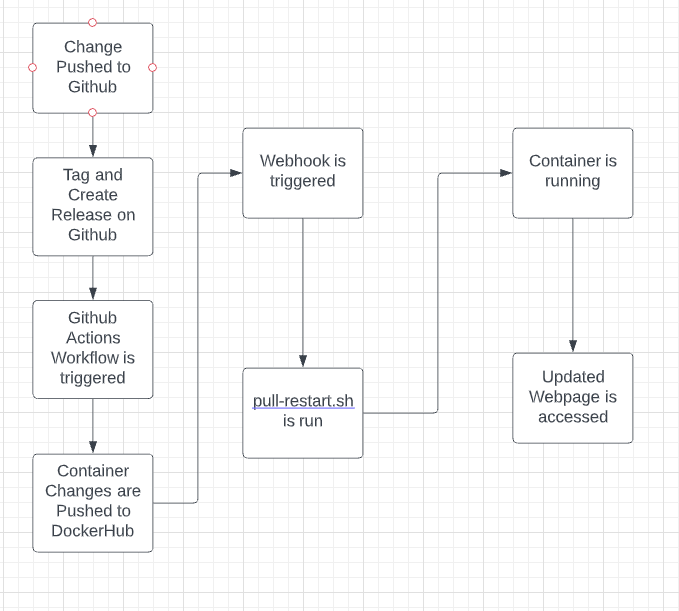 Change
Pushed to
Github
Tag and
Create
Release on
Github
Github
Actions
Workflow is
triggered
Container
Changes are
Pushed to
DockerHub
Webhook is
triggered
pull-restart.sh
is run
Container is
running
Updated
Webpage is
accessed